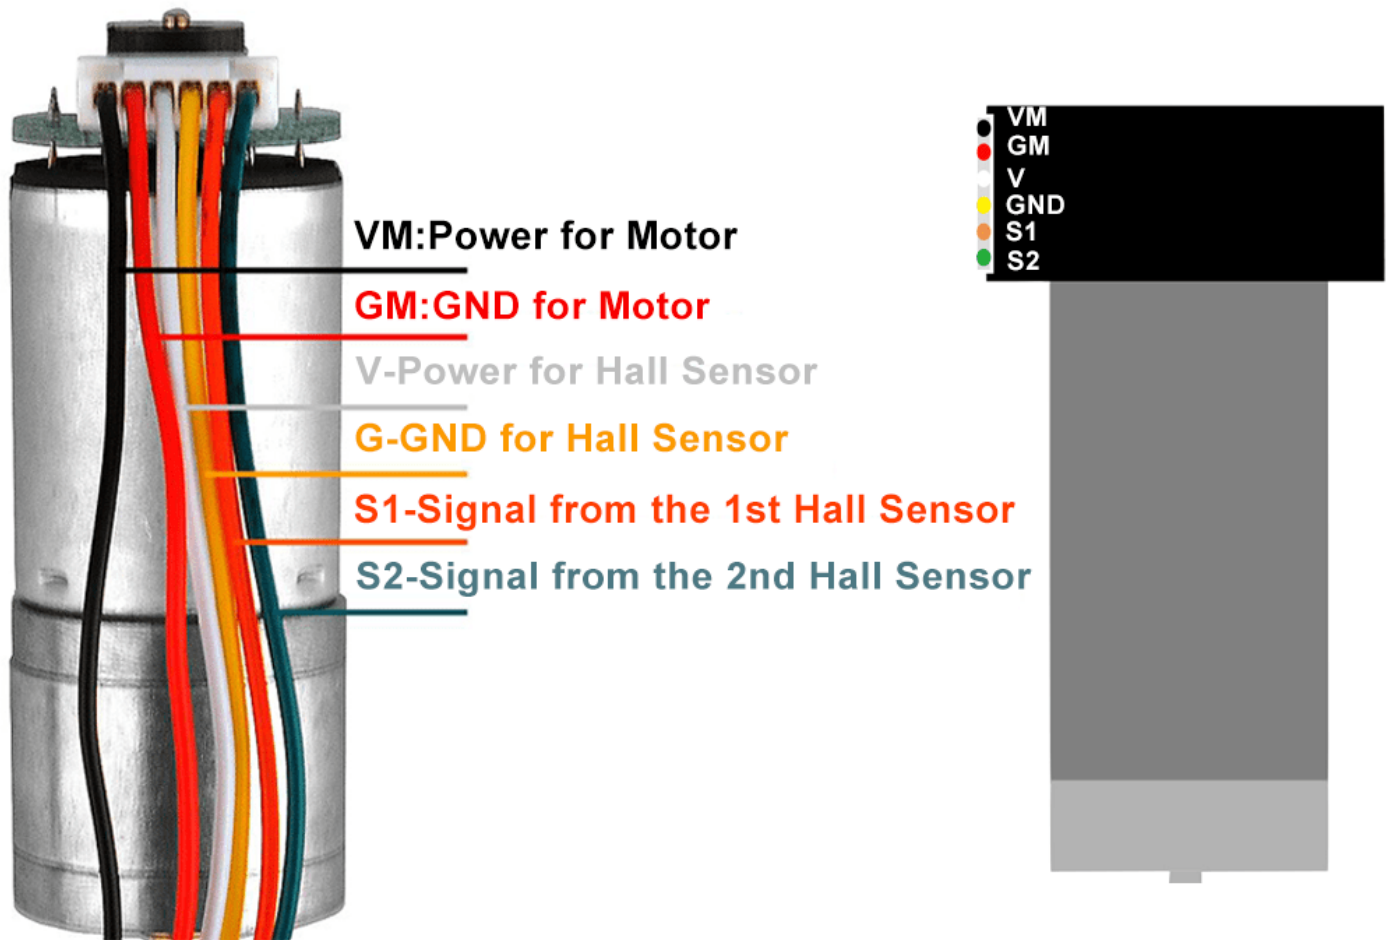 VM:Power for Motor
GM:GND for Motor
V-Power for Hall Sensor
G-GND for Hall Sensor
S1-Signal from the 1st Hall Sensor
S2-Signal from the 2nd Hall Sensor
VM
GM
V
GND
S1
S2